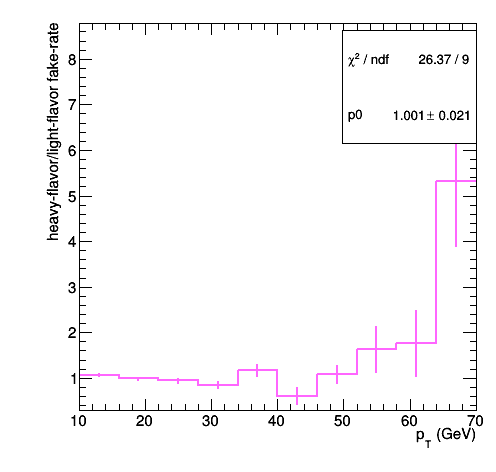 heavy-flavor/light-flavor fake-rate
χ² / ndf 26.37 / 9
p0 1.001 ± 0.021
8
7
6
5
4
3
2
1
10 20 30 40 50 60 70
p_T (GeV)